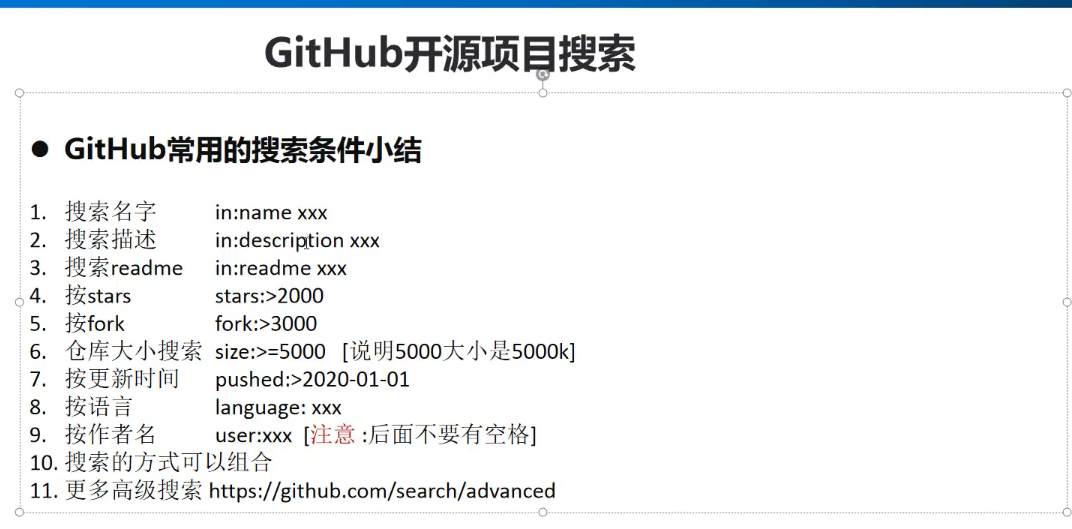 GitHub开源项目搜索
● GitHub常用的搜索条件小结
1. 搜索名字 in:name xxx
2. 搜索描述 in:description xxx
3. 搜索readme in:readme xxx
4. 按stars stars:>2000
5. 按fork fork:>3000
6. 仓库大小搜索 size:>=5000 [说明5000大小是5000k]
7. 按更新时间 pushed:>2020-01-01
8. 按语言 language: xxx
9. 按作者名 user:xxx [注意 :后面不要有空格]
10. 搜索的方式可以组合
11. 更多高级搜索 https://github.com/search/advanced